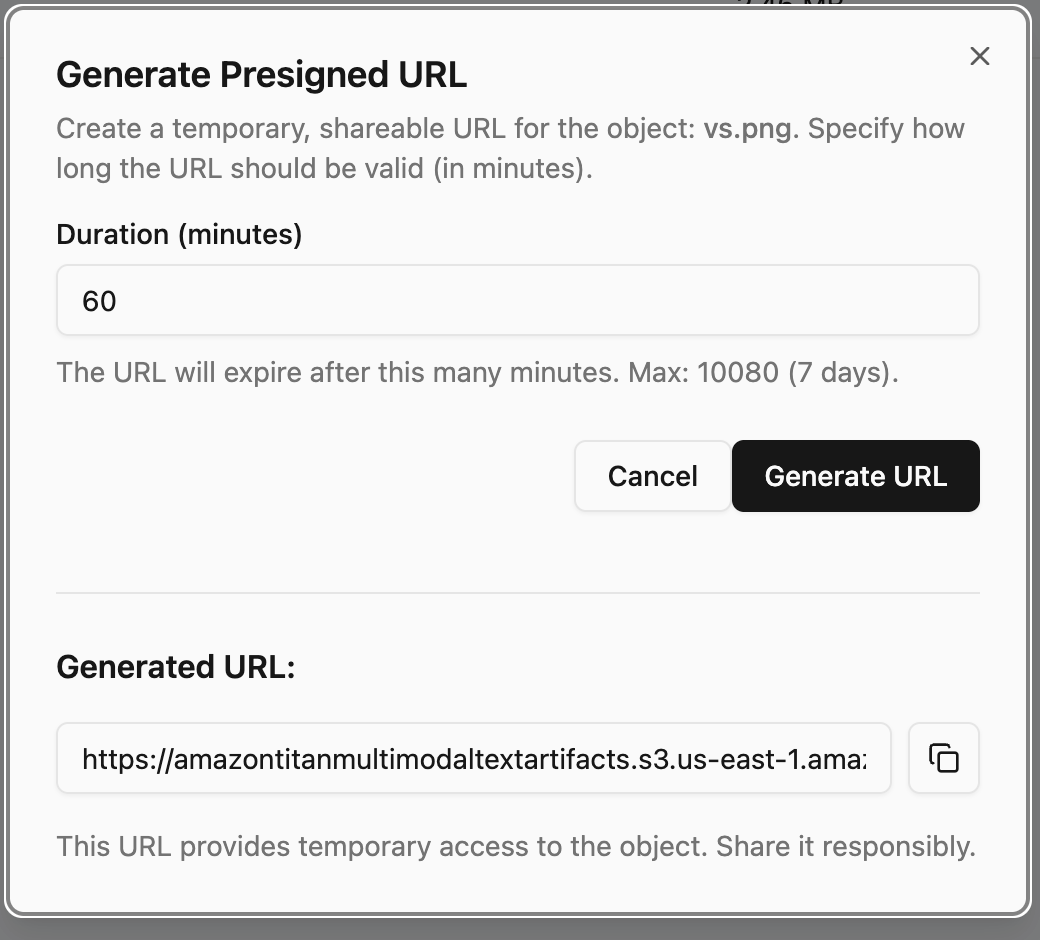 Generate Presigned URL
Create a temporary, shareable URL for the object: vs.png. Specify how
long the URL should be valid (in minutes).
Duration (minutes)
60
The URL will expire after this many minutes. Max: 10080 (7 days).
Cancel
Generate URL
Generated URL:
https://amazontitanmultimodaltextartifacts.s3.us-east-1.ama
This URL provides temporary access to the object. Share it responsibly.